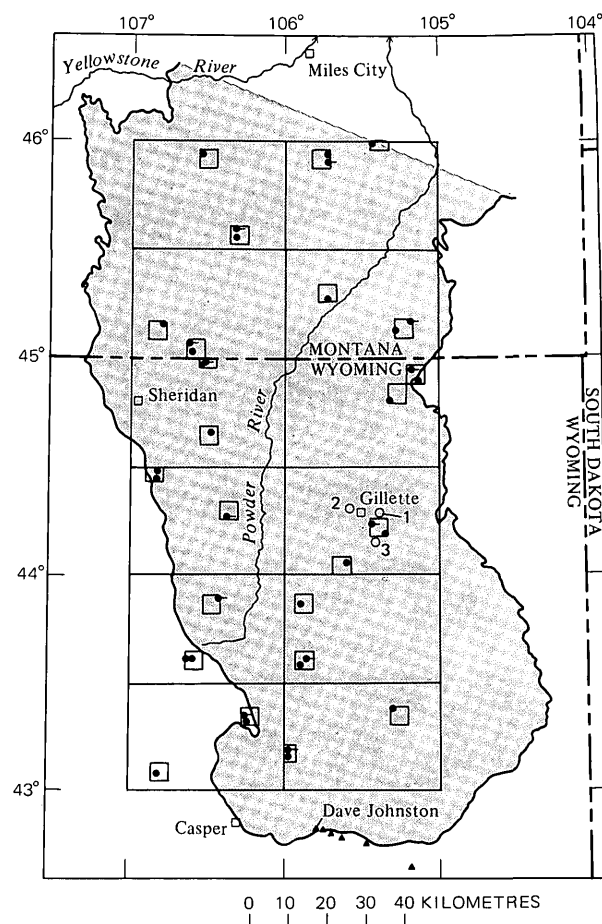 107° 106° 105° 104°
Yellowstone River
Miles City
46°
45°
MONTANA
WYOMING
Sheridan
River
Powder
SOUTH DAKOTA
WYOMING
Gillette
2
1
3
44°
43°
Dave Johnston
Casper
0 10 20 30 40 KILOMETRES